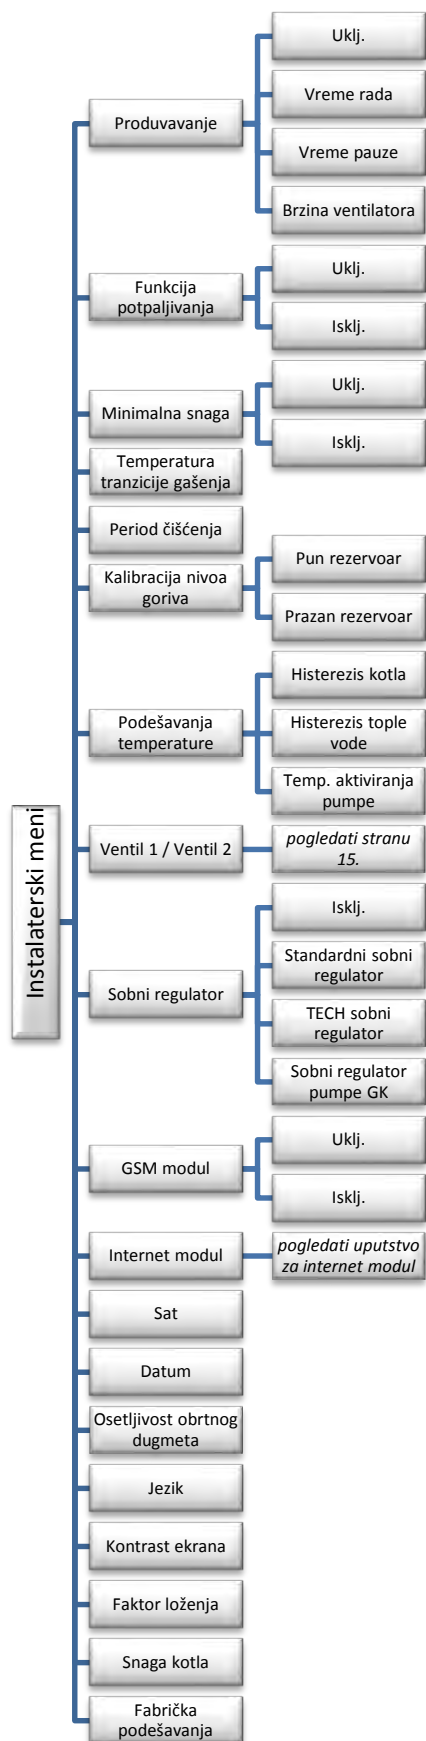 Instalaterski meni
Produvavanje
Uklj.
Vreme rada
Vreme pauze
Brzina ventilatora
Funkcija
potpaljivanja
Uklj.
Isklj.
Minimalna snaga
Uklj.
Isklj.
Temperatura
tranzicije gašenja
Period čišćenja
Kalibracija nivoa
goriva
Pun rezervoar
Prazan rezervoar
Podešavanja
temperature
Histerezis kotla
Histerezis tople
vode
Temp. aktiviranja
pumpe
Ventil 1 / Ventil 2
pogledati stranu
15.
Sobni regulator
Isklj.
Standardni sobni
regulator
TECH sobni
regulator
Sobni regulator
pumpe GK
GSM modul
Uklj.
Isklj.
Internet modul
pogledati uputstvo
za internet modul
Sat
Datum
Osetljivost obrtnog
dugmeta
Jezik
Kontrast ekrana
Faktor loženja
Snaga kotla
Fabrička
podešavanja